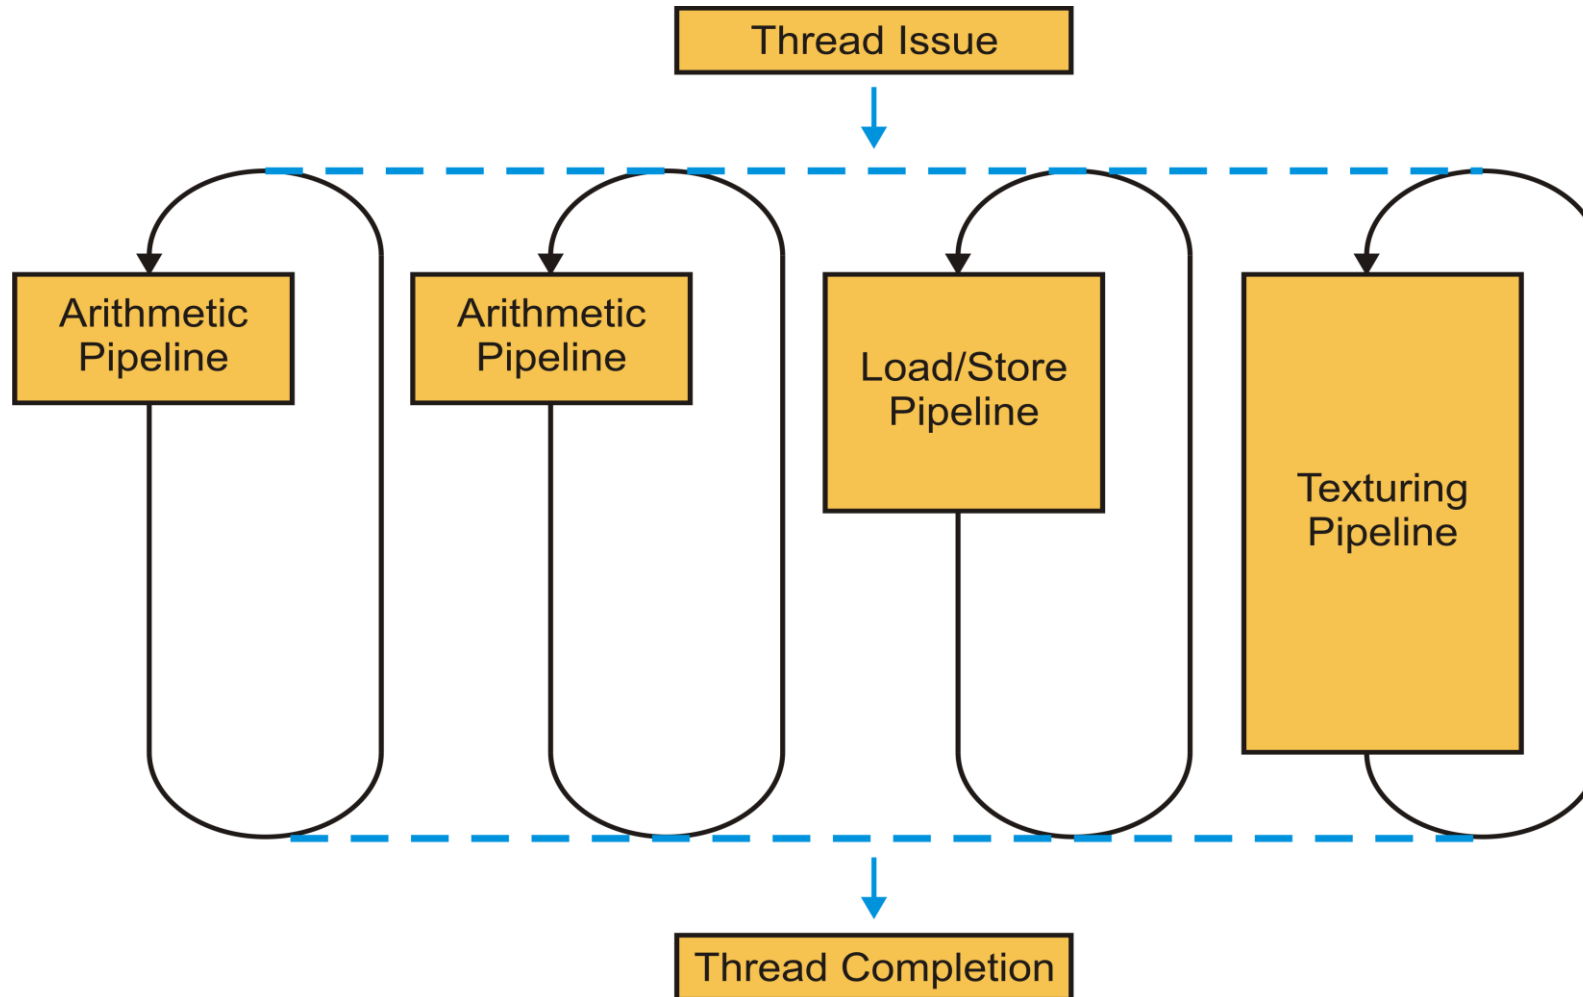 Thread Issue
Arithmetic
Pipeline
Arithmetic
Pipeline
Load/Store
Pipeline
Texturing
Pipeline
Thread Completion